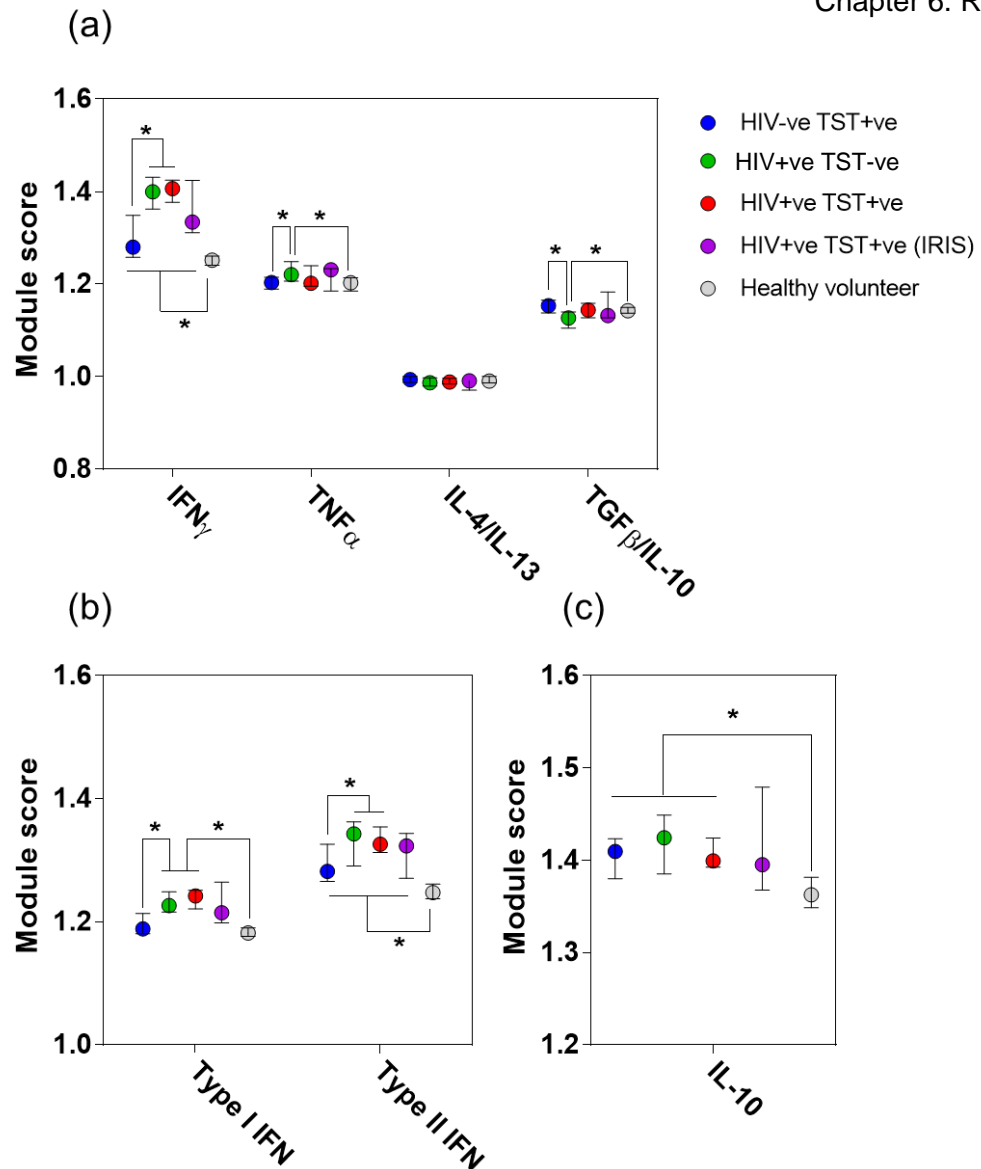 Chapter 6: R
(a)
Module score
1.6
1.4
1.2
1.0
0.8
*
*
*
*
*
*
IFNγ
TNFα
IL-4/IL-13
TGFβ/IL-10
HIV-ve TST+ve
HIV+ve TST-ve
HIV+ve TST+ve
HIV+ve TST+ve (IRIS)
Healthy volunteer
(b)
Module score
1.6
1.4
1.2
1.0
*
*
*
*
Type I IFN
Type II IFN
(c)
Module score
1.6
1.5
1.4
1.3
1.2
*
IL-10